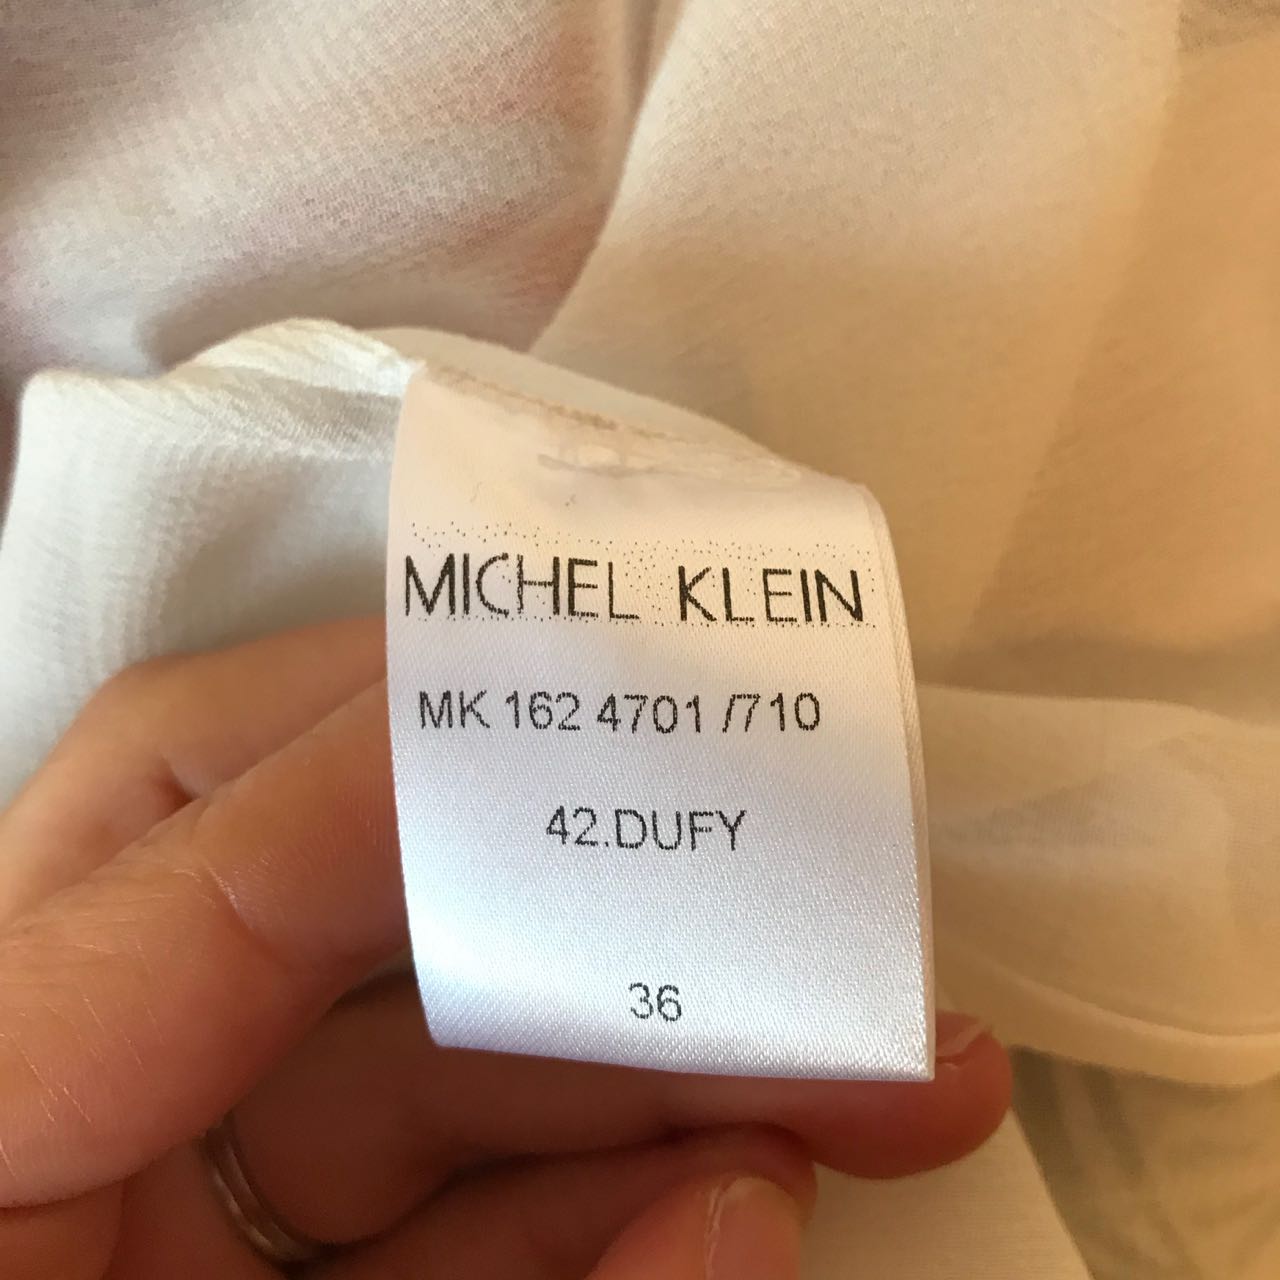 MICHEL KLEIN
MK 162 4701 /710
42.DUFY
36